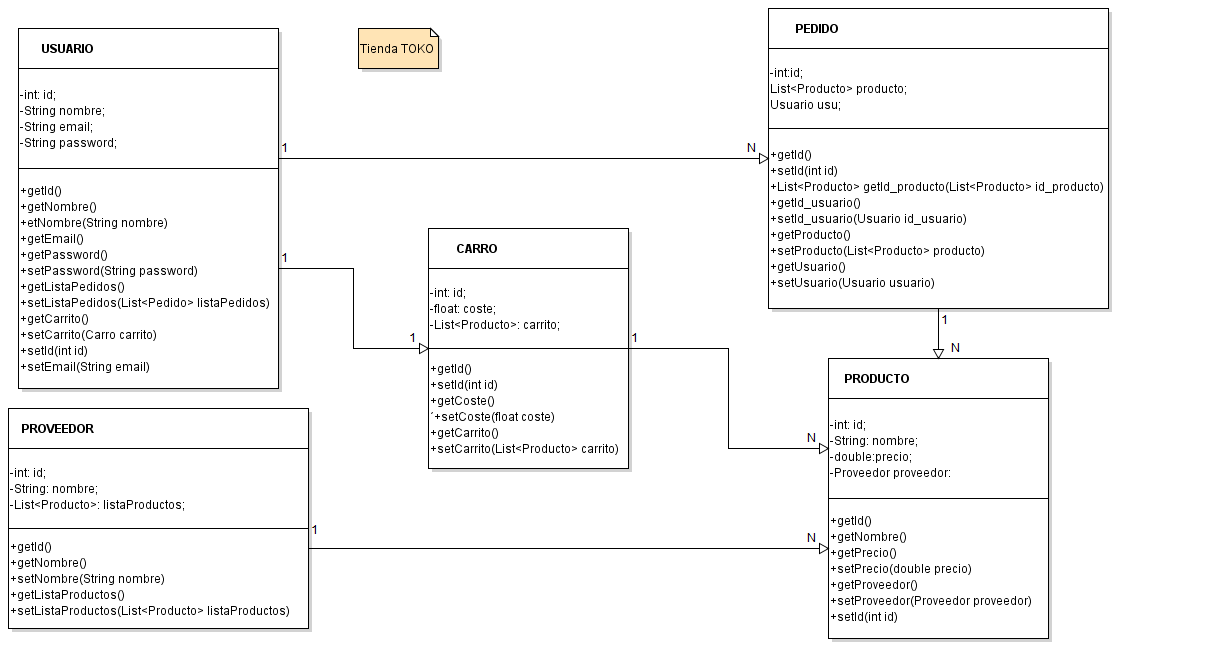 USUARIO
-int: id;
-String nombre;
-String email;
-String password;
+getId()
+getNombre()
+etNombre(String nombre)
+getEmail()
+getPassword()
+setPassword(String password)
+getListaPedidos()
+setListaPedidos(List<Pedido> listaPedidos)
+getCarrito()
+setCarrito(Carro carrito)
+setId(int id)
+setEmail(String email)
Tienda TOKO
PEDIDO
-int:id;
List<Producto> producto;
Usuario usu;
+getId()
+setId(int id)
+List<Producto> getId_producto(List<Producto> id_producto)
+getId_usuario()
+setId_usuario(Usuario id_usuario)
+getProducto()
+setProducto(List<Producto> producto)
+getUsuario()
+setUsuario(Usuario usuario)
1
N
1
1
CARRO
-int: id;
-float: coste;
-List<Producto>: carrito;
+getId()
+setId(int id)
+getCoste()
´+setCoste(float coste)
+getCarrito()
+setCarrito(List<Producto> carrito)
1
N
1
N
PROVEEDOR
-int: id;
-String: nombre;
-List<Producto>: listaProductos;
+getId()
+getNombre()
+setNombre(String nombre)
+getListaProductos()
+setListaProductos(List<Producto> listaProductos)
1
N
PRODUCTO
-int: id;
-String: nombre;
-double:precio;
-Proveedor proveedor:
+getId()
+getNombre()
+getPrecio()
+setPrecio(double precio)
+getProveedor()
+setProveedor(Proveedor proveedor)
+setId(int id)